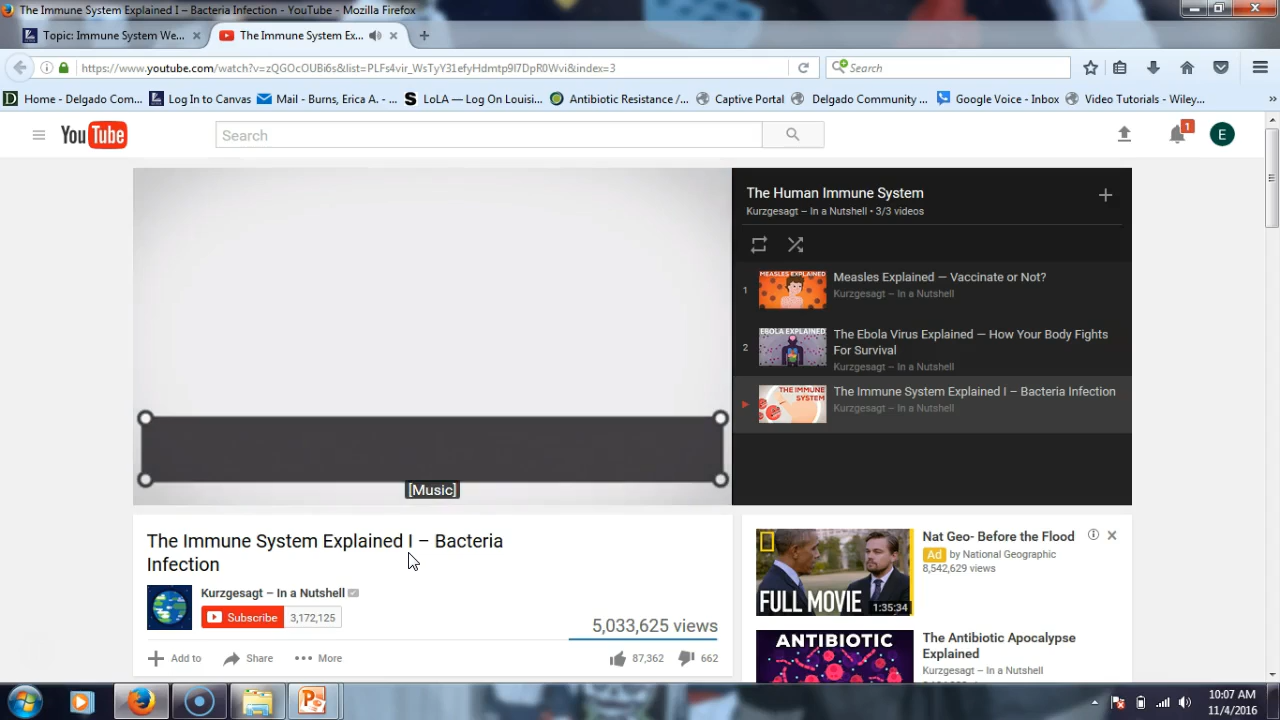 The Immune System Explained I – Bacteria Infection - YouTube - Mozilla Firefox
Topic: Immune System We...
The Immune System Ex...
https://www.youtube.com/watch?v=zQGOcOUBi6s&list=PLFs4vir_WsTyY31efyHdmtp9l7DpR0Wvi&index=3
Search
Home - Delgado Com...
Log In to Canvas
Mail - Burns, Erica A. - ...
LoLA — Log On Louisi...
Antibiotic Resistance /...
Captive Portal
Delgado Community ...
Google Voice - Inbox
Video Tutorials - Wiley...
YouTube
Search
1
E
The Human Immune System
Kurzgesagt – In a Nutshell • 3/3 videos
1
MEASLES EXPLAINED
Measles Explained — Vaccinate or Not?
Kurzgesagt – In a Nutshell
2
EBOLA EXPLAINED
The Ebola Virus Explained — How Your Body Fights
For Survival
Kurzgesagt – In a Nutshell
THE IMMUNE
SYSTEM
The Immune System Explained I – Bacteria Infection
Kurzgesagt – In a Nutshell
[Music]
The Immune System Explained I – Bacteria
Infection
Kurzgesagt – In a Nutshell
Subscribe
3,172,125
5,033,625 views
Add to
Share
More
87,362
662
FULL MOVIE
1:35:34
Nat Geo- Before the Flood
Ad by National Geographic
8,542,629 views
ANTIBIOTIC
The Antibiotic Apocalypse
Explained
Kurzgesagt – In a Nutshell
10:07 AM
11/4/2016